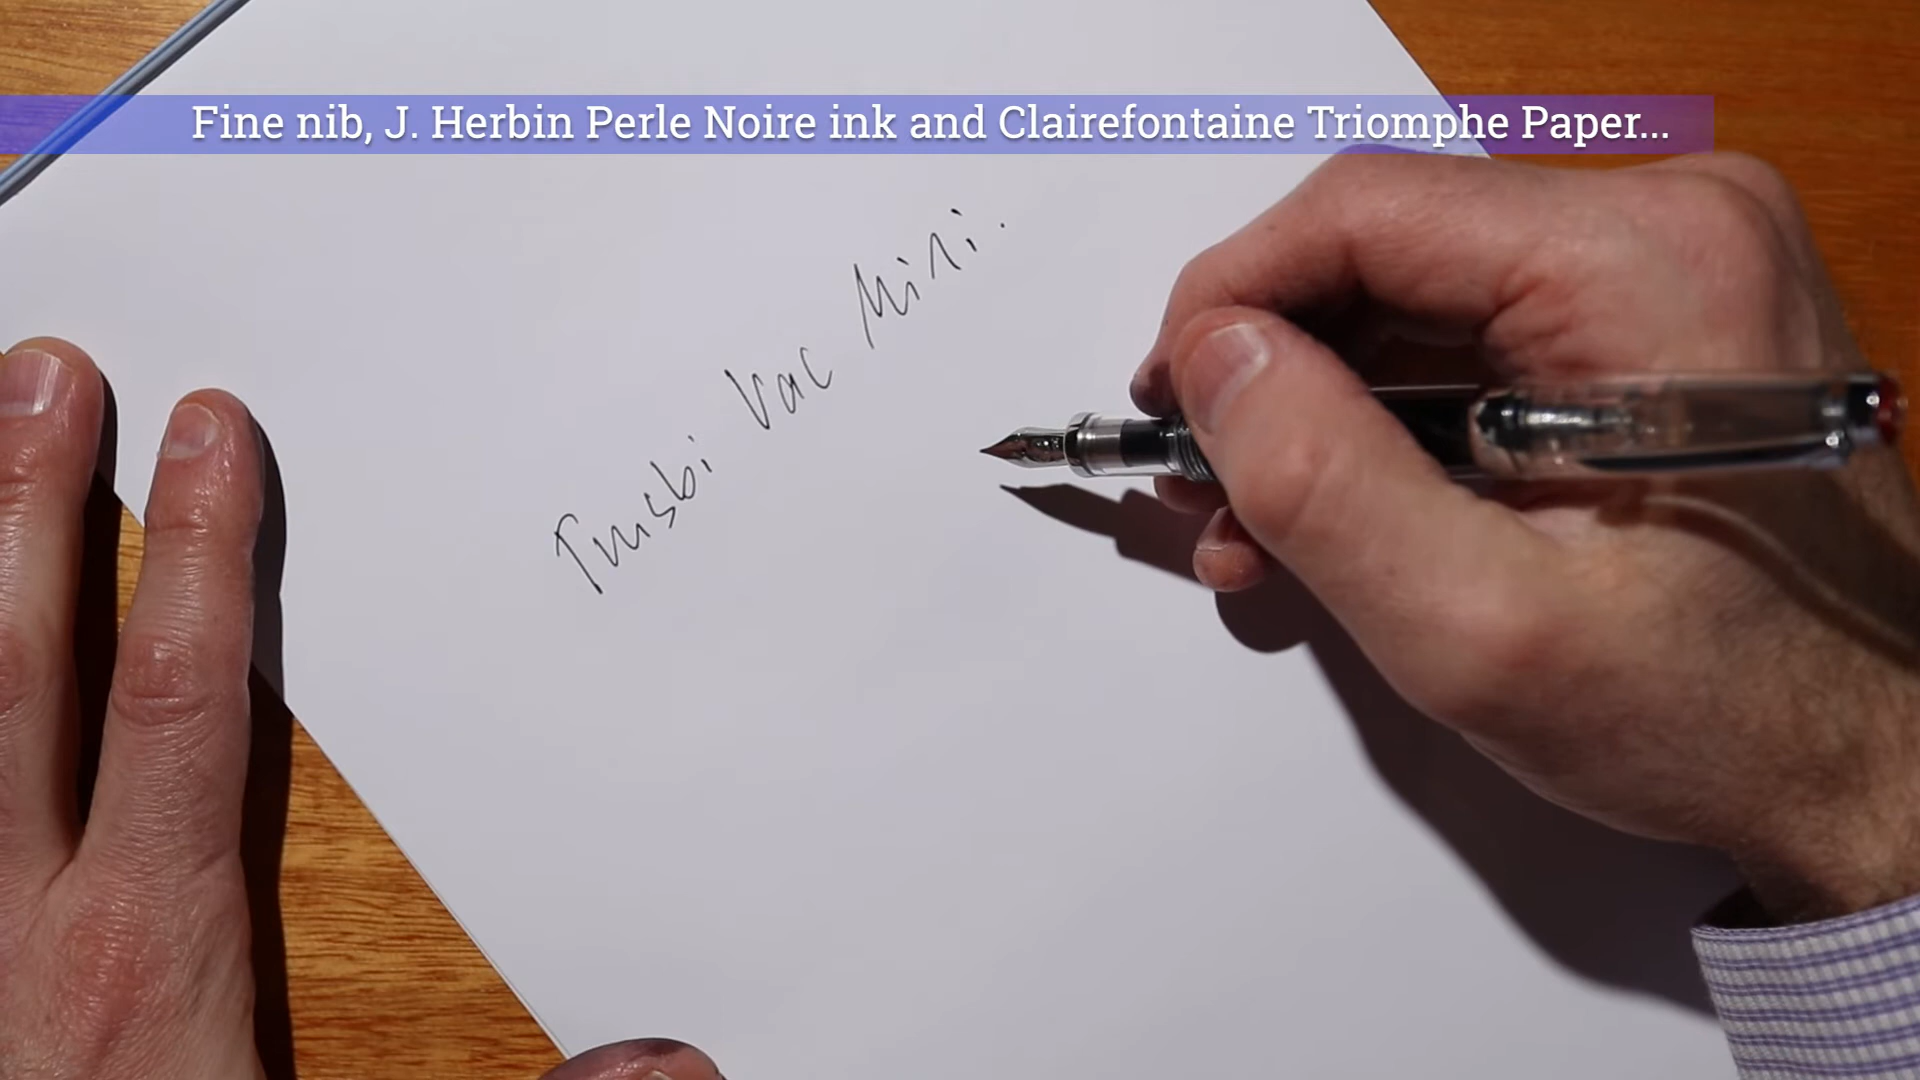 Fine nib, J. Herbin Perle Noire ink and Clairefontaine Triomphe Paper...
Twsbi Vac Mini.